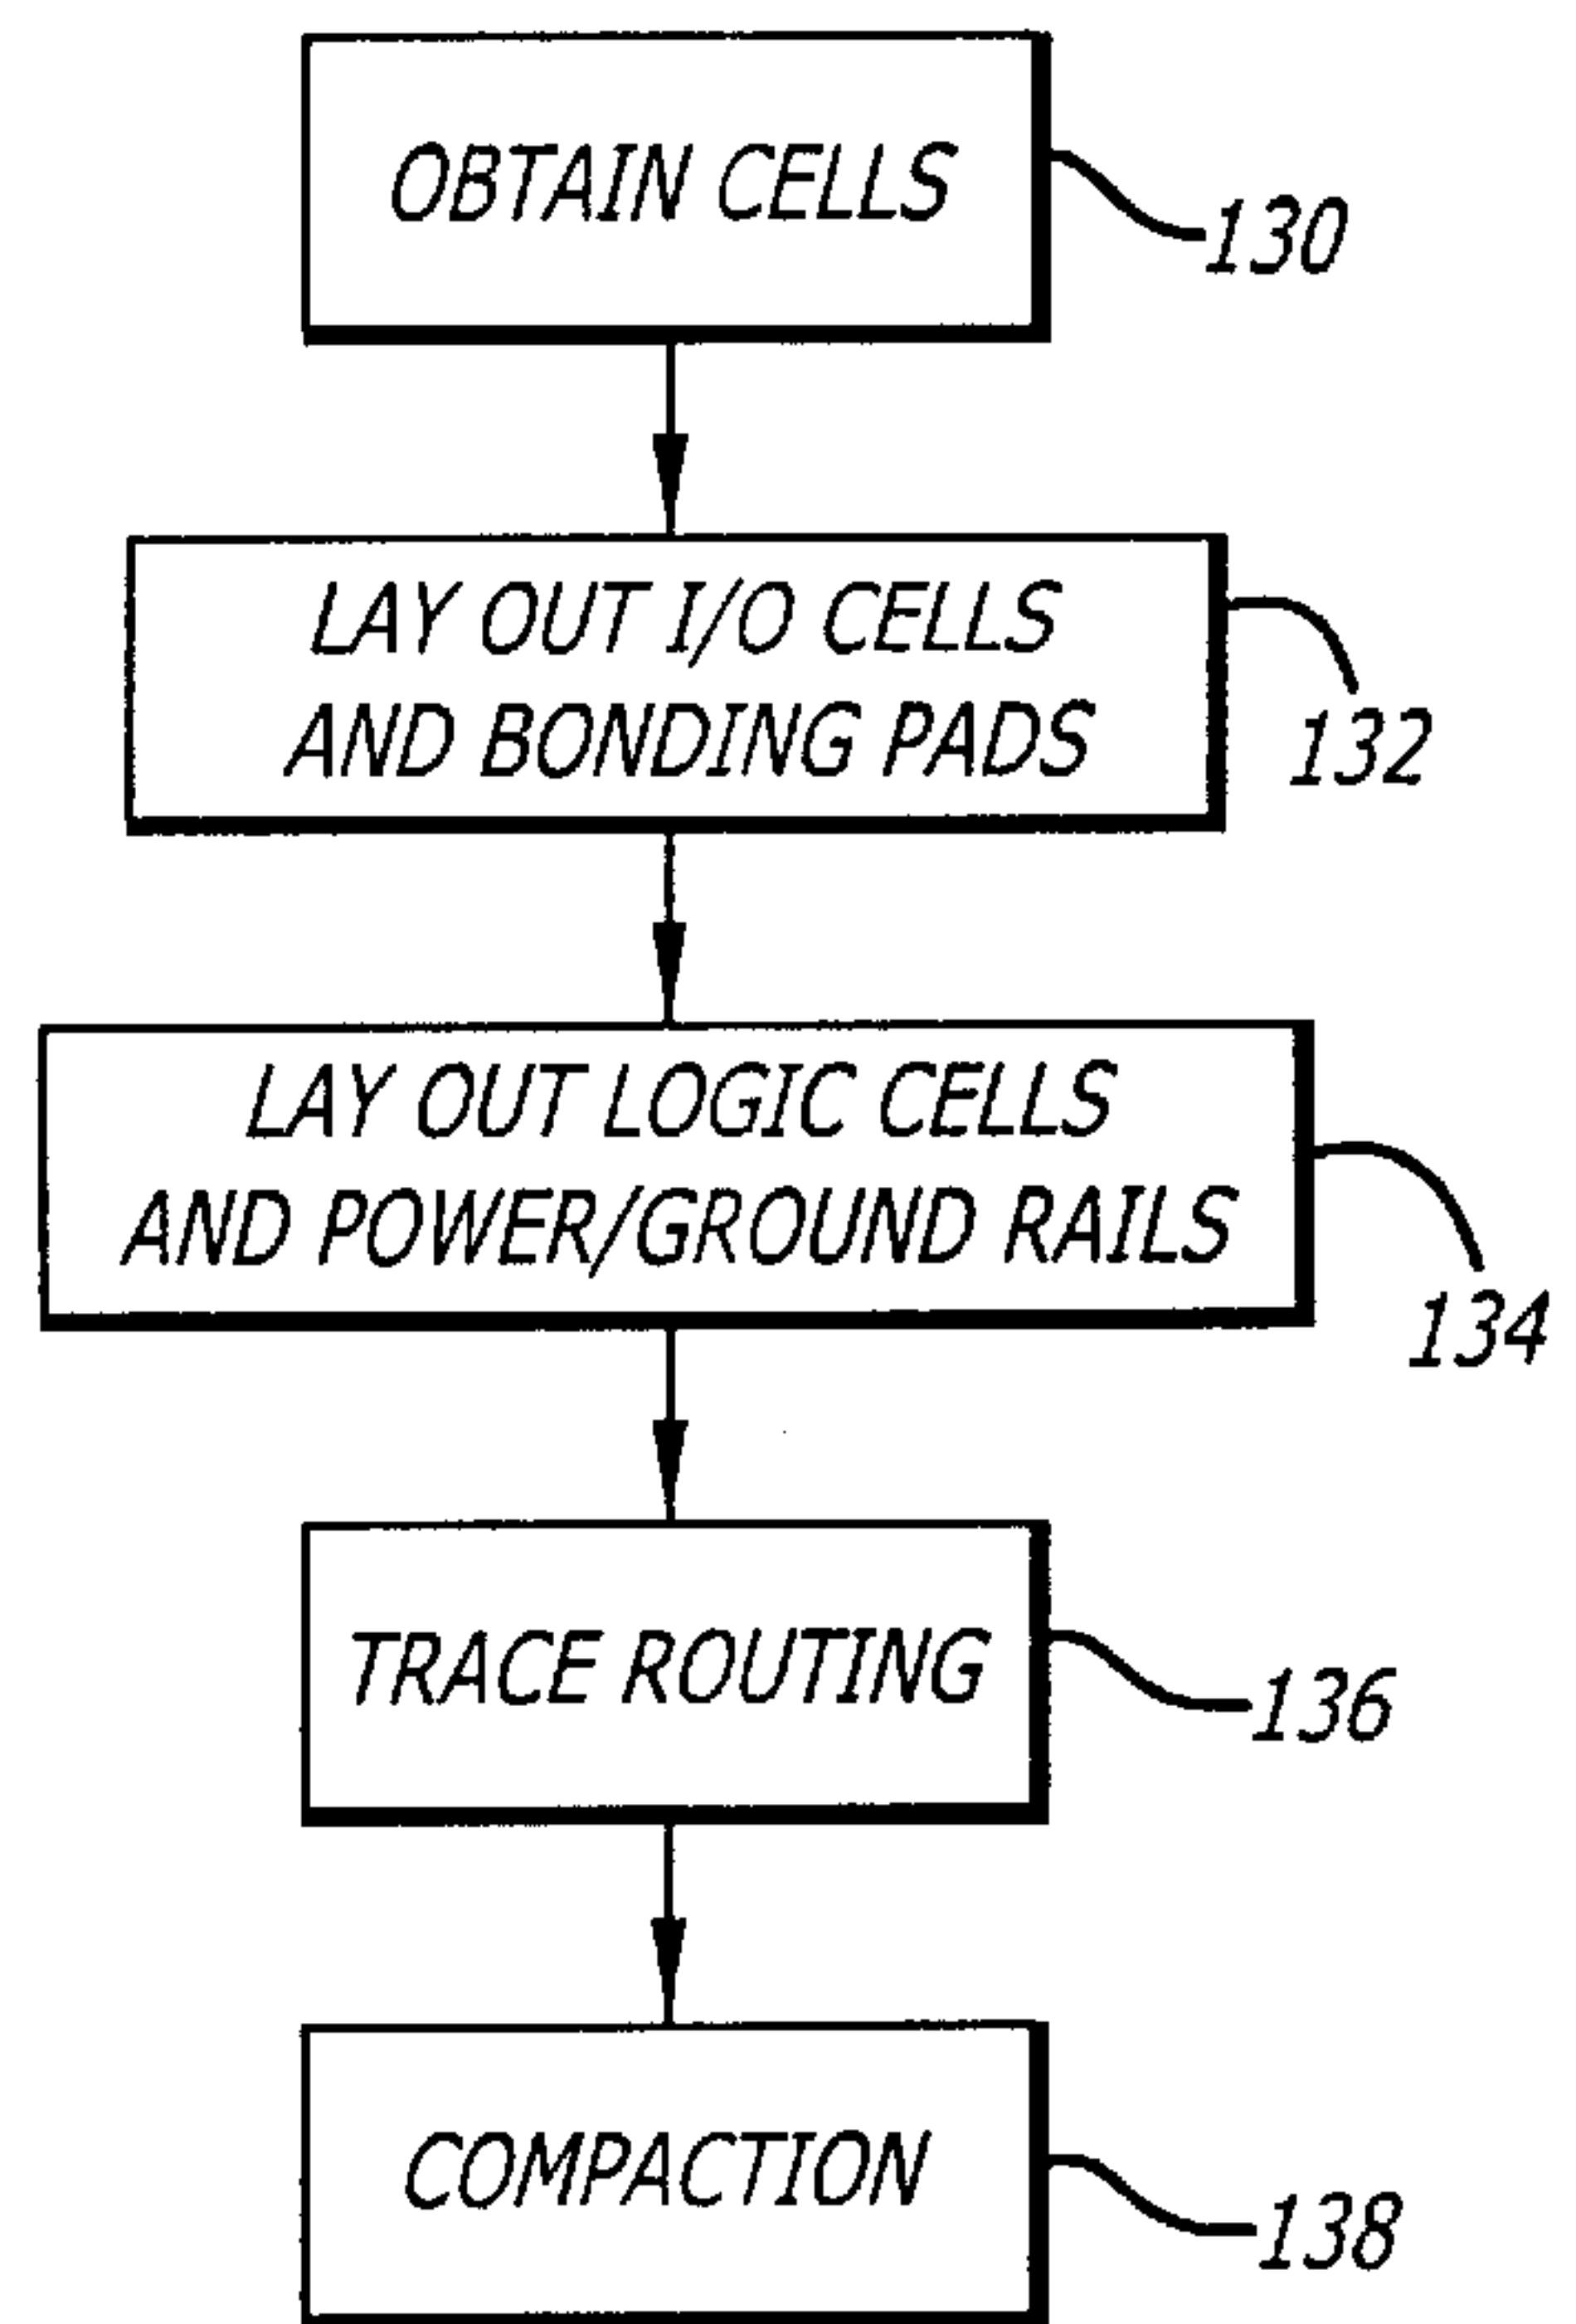 OBTAIN CELLS
130
LAY OUT I/O CELLS
AND BONDING PADS
132
LAY OUT LOGIC CELLS
AND POWER/GROUND RAILS
134
TRACE ROUTING
136
COMPACTION
138